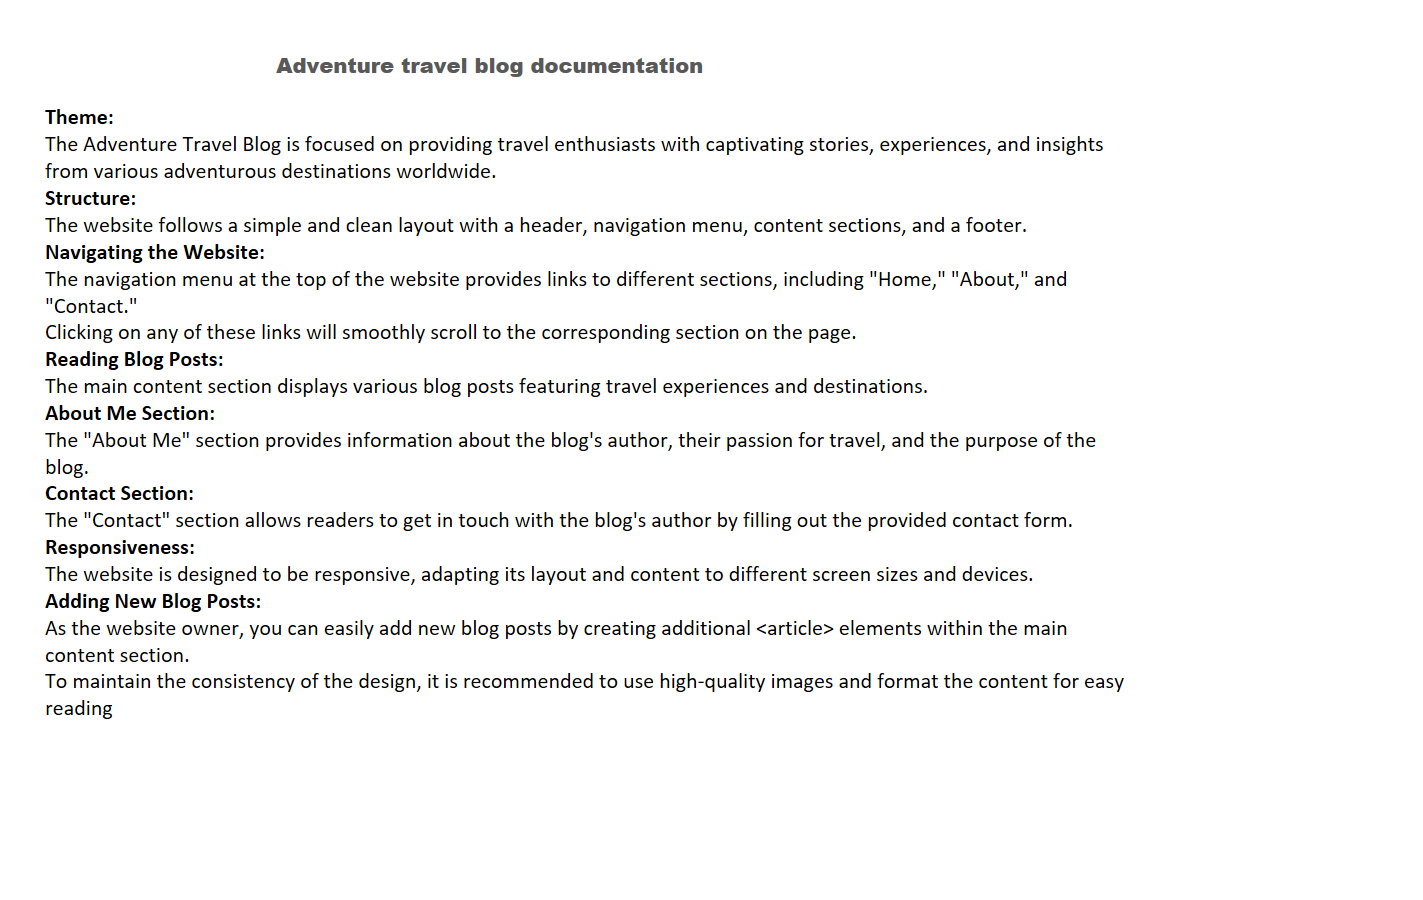 Adventure travel blog documentation
Theme:
The Adventure Travel Blog is focused on providing travel enthusiasts with captivating stories, experiences, and insights
from various adventurous destinations worldwide.
Structure:
The website follows a simple and clean layout with a header, navigation menu, content sections, and a footer.
Navigating the Website:
The navigation menu at the top of the website provides links to different sections, including "Home," "About," and
"Contact."
Clicking on any of these links will smoothly scroll to the corresponding section on the page.
Reading Blog Posts:
The main content section displays various blog posts featuring travel experiences and destinations.
About Me Section:
The "About Me" section provides information about the blog's author, their passion for travel, and the purpose of the
blog.
Contact Section:
The "Contact" section allows readers to get in touch with the blog's author by filling out the provided contact form.
Responsiveness:
The website is designed to be responsive, adapting its layout and content to different screen sizes and devices.
Adding New Blog Posts:
As the website owner, you can easily add new blog posts by creating additional <article> elements within the main
content section.
To maintain the consistency of the design, it is recommended to use high-quality images and format the content for easy
reading